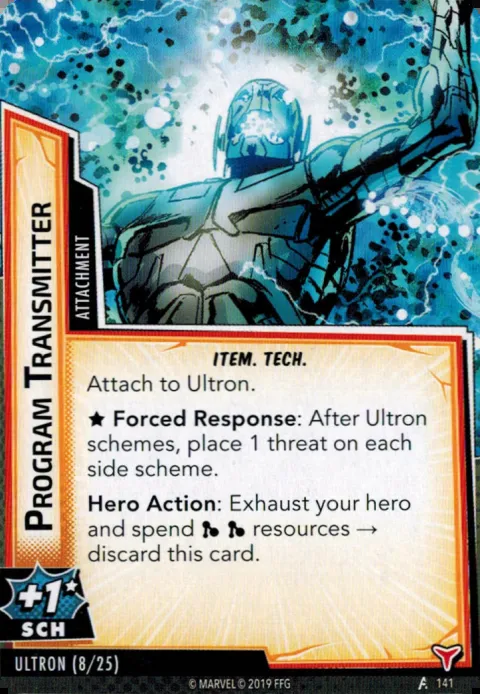 PROGRAM TRANSMITTER
ATTACHMENT
ITEM. TECH.
Attach to Ultron.
★ Forced Response: After Ultron
schemes, place 1 threat on each
side scheme.
Hero Action: Exhaust your hero
and spend resources →
discard this card.
+1★
SCH
ULTRON (8/25)
© MARVEL © 2019 FFG
141